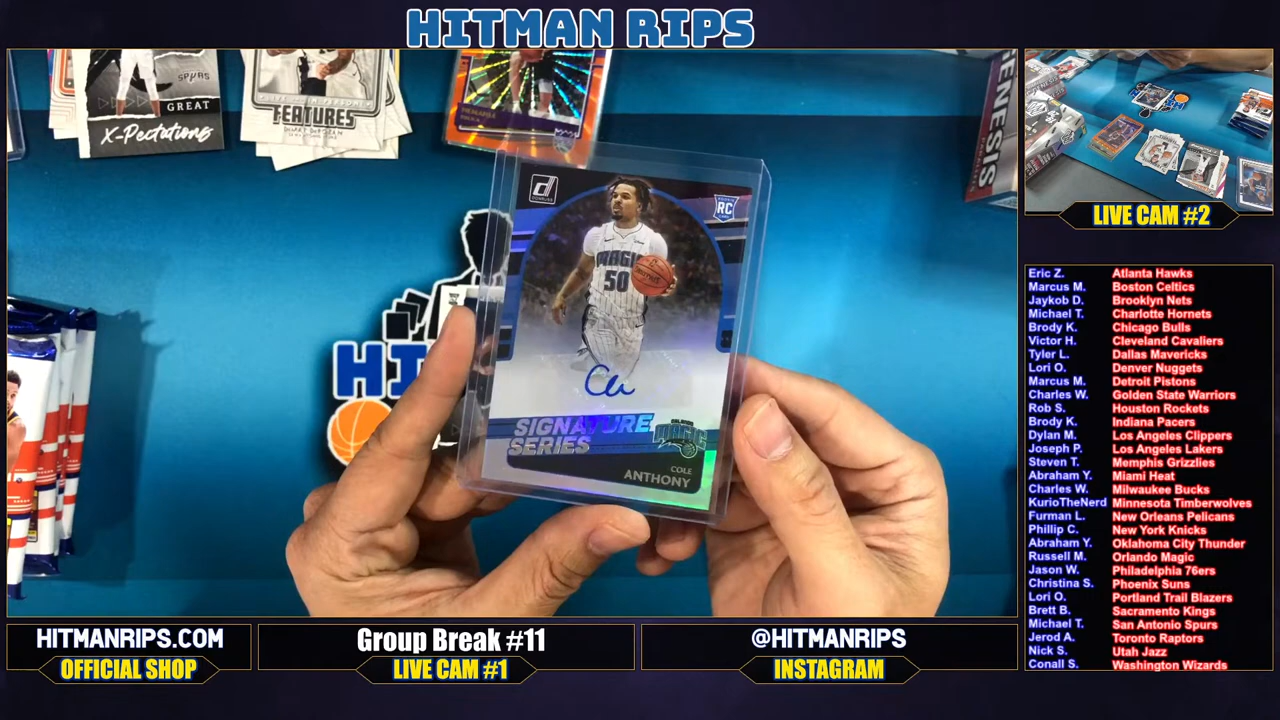 HITMAN RIPS
SPURS
GREAT
X-Pectations
FEATURES
HI
GENESIS
DONRUSS
RC
MAGIC
50
SIGNATURE
SERIES
MAGIC
COLE
ANTHONY
LIVE CAM #2
Eric Z. Atlanta Hawks
Marcus M. Boston Celtics
Jaykob D. Brooklyn Nets
Michael T. Charlotte Hornets
Brody K. Chicago Bulls
Victor H. Cleveland Cavaliers
Tyler L. Dallas Mavericks
Lori O. Denver Nuggets
Marcus M. Detroit Pistons
Charles W. Golden State Warriors
Rob S. Houston Rockets
Brody K. Indiana Pacers
Dylan M. Los Angeles Clippers
Joseph P. Los Angeles Lakers
Steven T. Memphis Grizzlies
Abraham Y. Miami Heat
Charles W. Milwaukee Bucks
KurioTheNerd Minnesota Timberwolves
Furman L. New Orleans Pelicans
Phillip C. New York Knicks
Abraham Y. Oklahoma City Thunder
Russell M. Orlando Magic
Jason W. Philadelphia 76ers
Christina S. Phoenix Suns
Lori O. Portland Trail Blazers
Brett B. Sacramento Kings
Michael T. San Antonio Spurs
Jerod A. Toronto Raptors
Nick S. Utah Jazz
Conall S. Washington Wizards
HITMANRIPS.COM
OFFICIAL SHOP
Group Break #11
LIVE CAM #1
@HITMANRIPS
INSTAGRAM